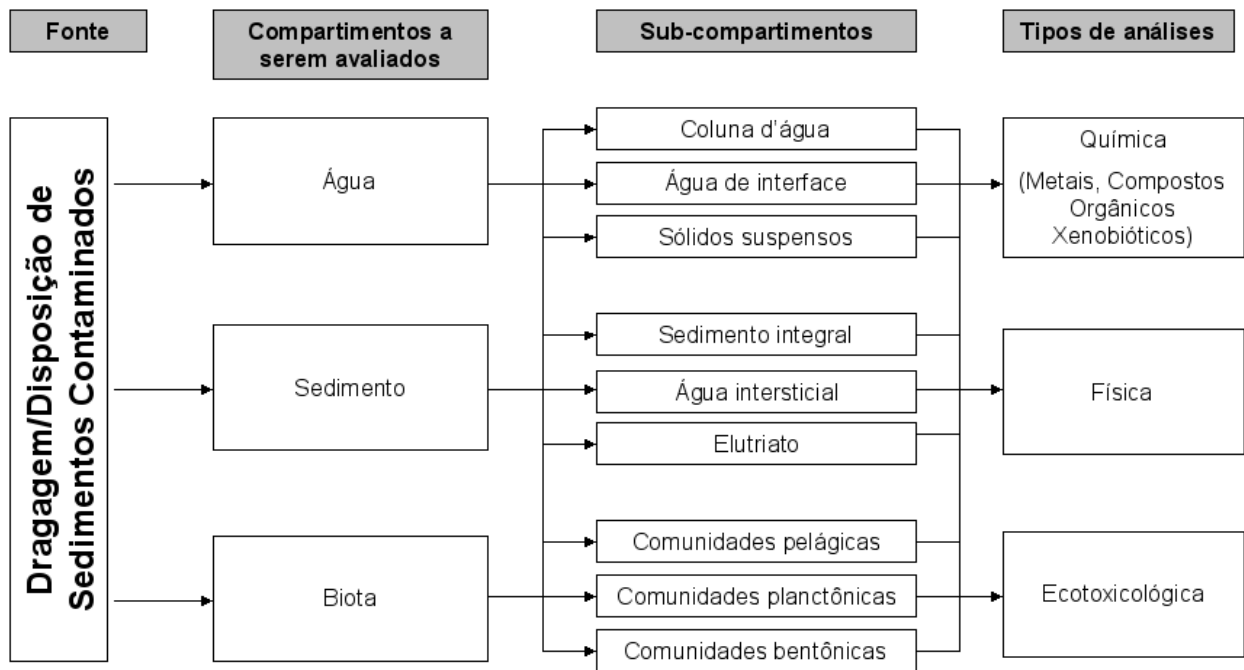 Fonte
Compartimentos a
serem avaliados
Sub-compartimentos
Tipos de análises
Dragagem/Disposição de
Sedimentos Contaminados
Água
Sedimento
Biota
Coluna d'água
Água de interface
Sólidos suspensos
Sedimento integral
Água intersticial
Elutriato
Comunidades pelágicas
Comunidades planctônicas
Comunidades bentônicas
Química
(Metais, Compostos
Orgânicos
Xenobióticos)
Física
Ecotoxicológica